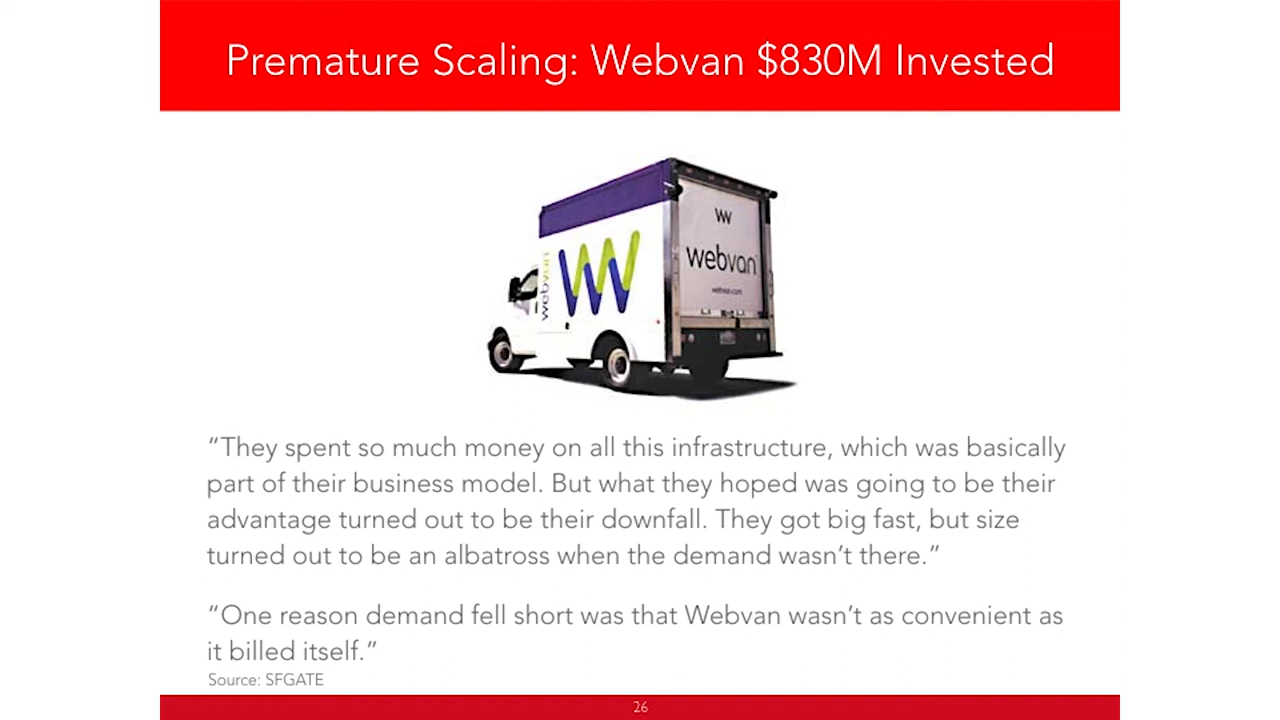 Premature Scaling: Webvan $830M Invested
W
webvan
webvan.com
webvan
W
“They spent so much money on all this infrastructure, which was basically
part of their business model. But what they hoped was going to be their
advantage turned out to be their downfall. They got big fast, but size
turned out to be an albatross when the demand wasn’t there.”
“One reason demand fell short was that Webvan wasn’t as convenient as
it billed itself.”
Source: SFGATE
26